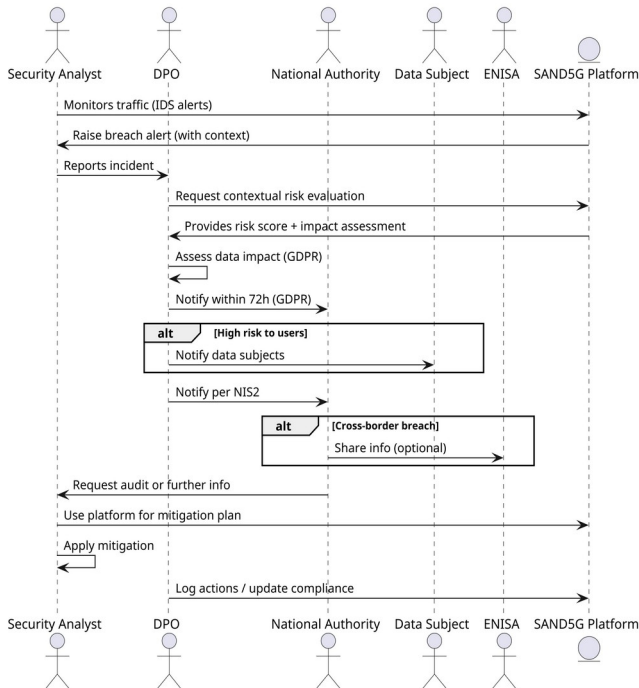 Security Analyst DPO National Authority Data Subject ENISA SAND5G Platform
Monitors traffic (IDS alerts)
Raise breach alert (with context)
Reports incident
Request contextual risk evaluation
Provides risk score + impact assessment
Assess data impact (GDPR)
Notify within 72h (GDPR)
alt [High risk to users]
Notify data subjects
Notify per NIS2
alt [Cross-border breach]
Share info (optional)
Request audit or further info
Use platform for mitigation plan
Apply mitigation
Log actions / update compliance
Security Analyst DPO National Authority Data Subject ENISA SAND5G Platform